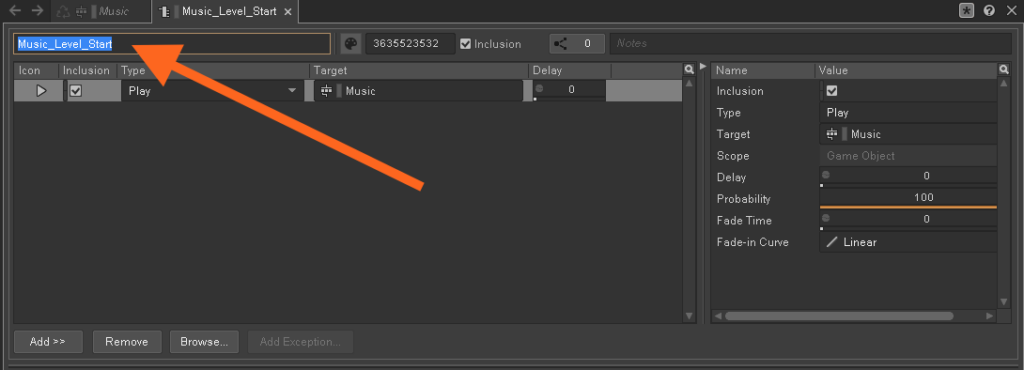 Music
Music_Level_Start
Music_Level_Start
3635523532
Inclusion
0
Notes
Icon Inclusion Type Target Delay
Play Music 0
Name Value
Inclusion
Type Play
Target Music
Scope Game Object
Delay 0
Probability 100
Fade Time 0
Fade-in Curve Linear
Add >> Remove Browse... Add Exception...